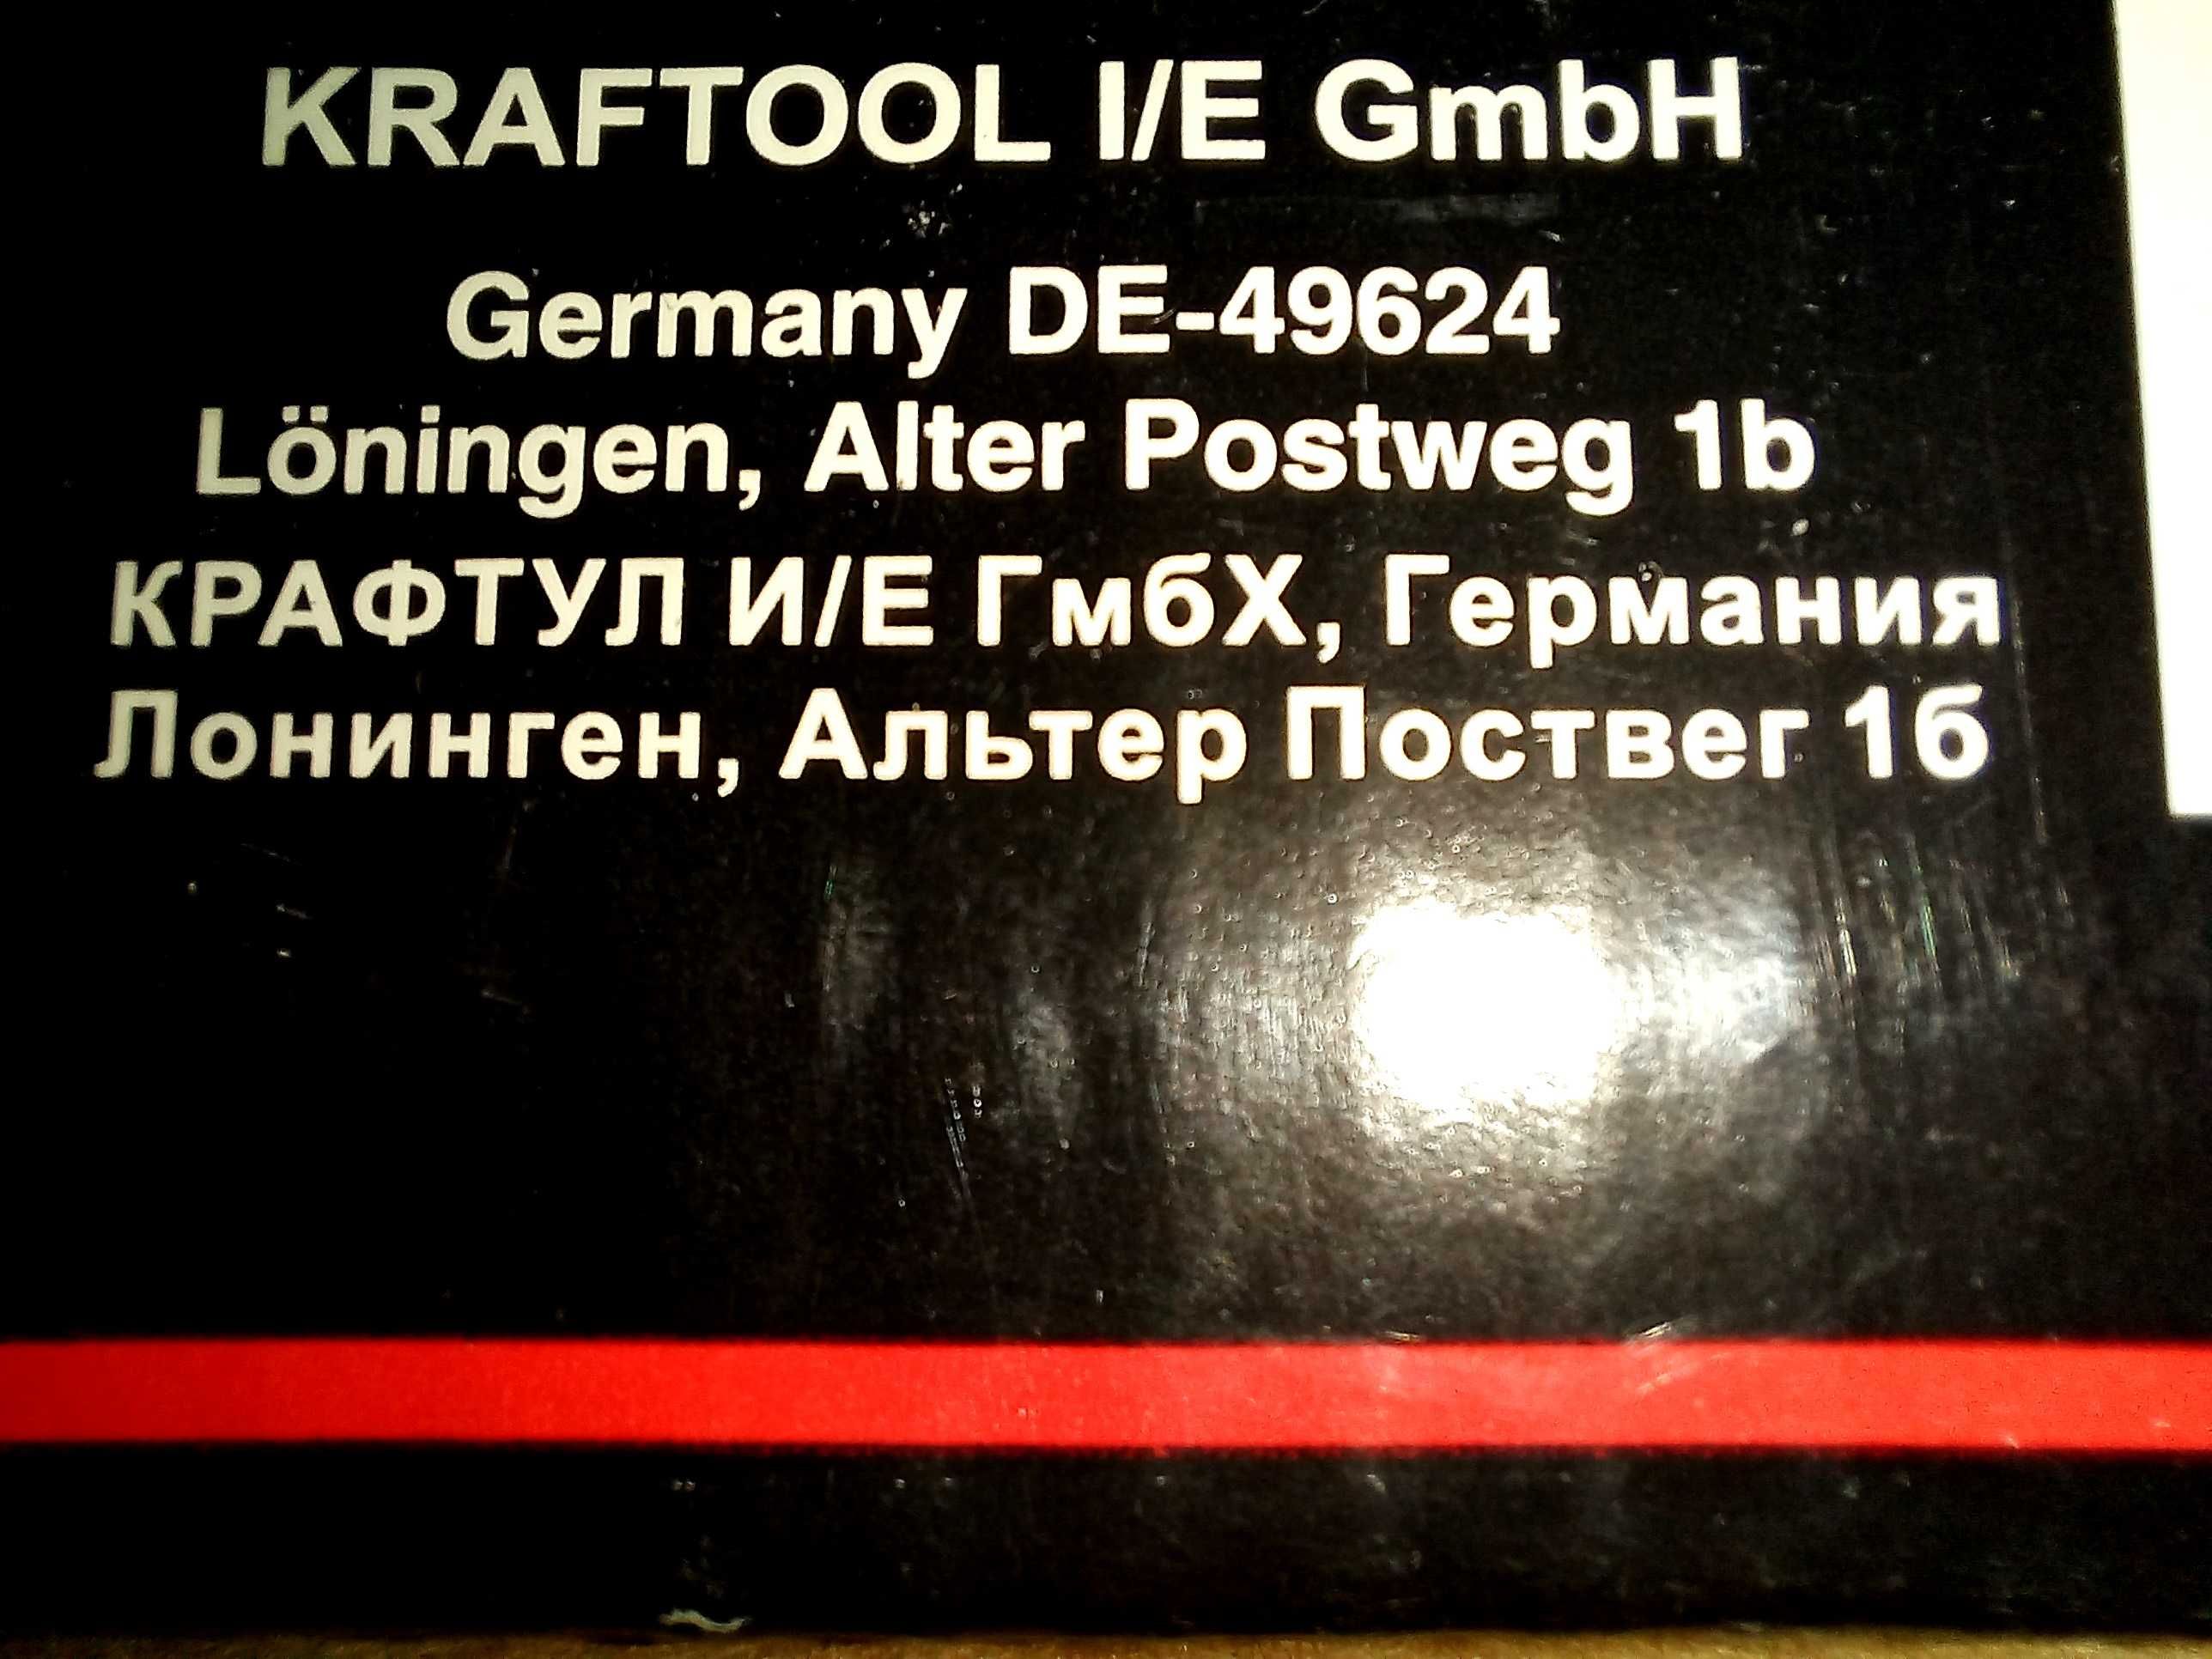 KRAFTOOL I/E GmbH
Germany DE-49624
Löningen, Alter Postweg 1b
КРАФТУЛ И/Е ГмбХ, Германия
Лонинген, Альтер Поствег 1б